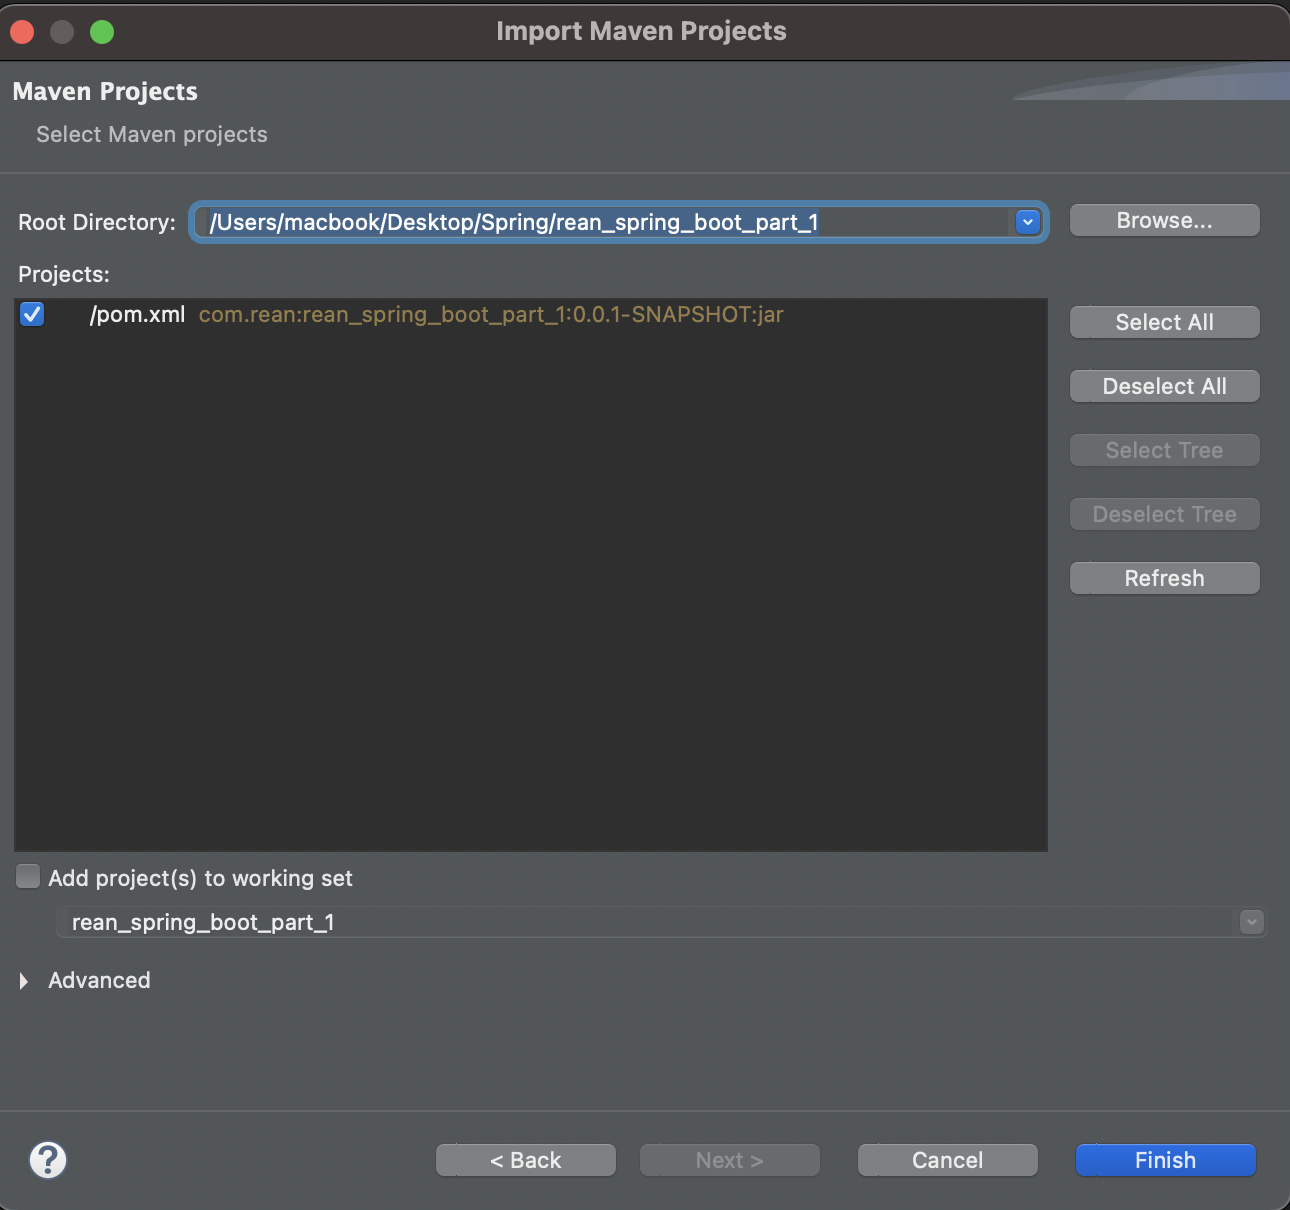 Import Maven Projects
Maven Projects
Select Maven projects
Root Directory: /Users/macbook/Desktop/Spring/rean_spring_boot_part_1 Browse...
Projects:
/pom.xml com.rean:rean_spring_boot_part_1:0.0.1-SNAPSHOT:jar
Select All
Deselect All
Select Tree
Deselect Tree
Refresh
Add project(s) to working set
rean_spring_boot_part_1
Advanced
? < Back Next > Cancel Finish